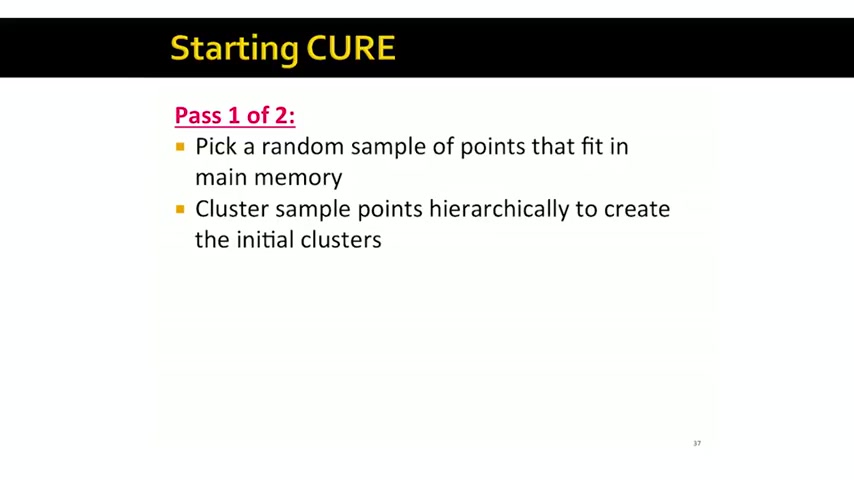 Starting CURE
Pass 1 of 2:
▪ Pick a random sample of points that fit in
main memory
▪ Cluster sample points hierarchically to create
the initial clusters
37